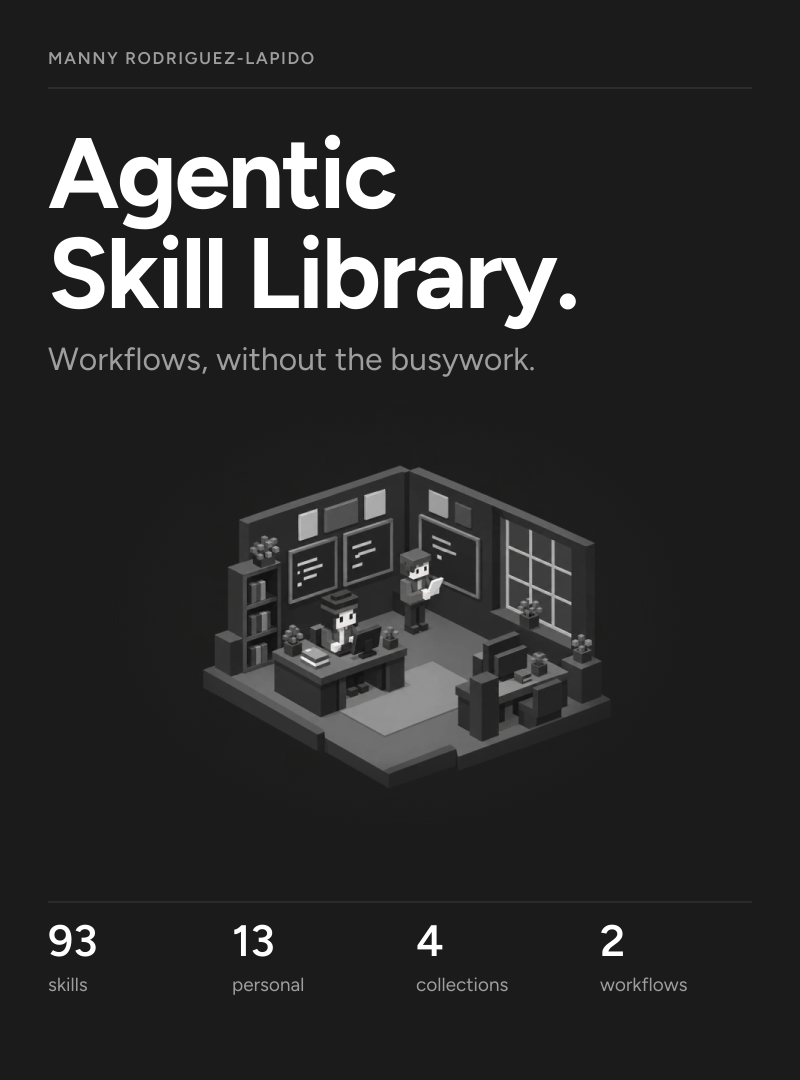 MANNY RODRIGUEZ-LAPIDO
Agentic
Skill Library.
Workflows, without the busywork.
93 13 4 2
skills personal collections workflows